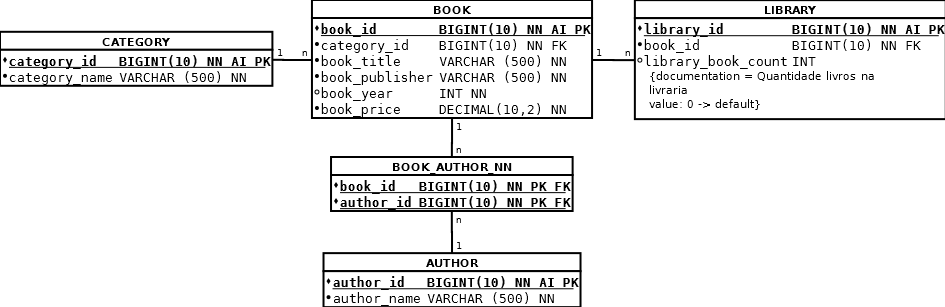 CATEGORY
category_id BIGINT(10) NN AI PK
category_name VARCHAR (500) NN
1
n
BOOK
book_id BIGINT(10) NN AI PK
category_id BIGINT(10) NN FK
book_title VARCHAR (500) NN
book_publisher VARCHAR (500) NN
book_year INT NN
book_price DECIMAL(10,2) NN
1
n
LIBRARY
library_id BIGINT(10) NN AI PK
book_id BIGINT(10) NN FK
library_book_count INT
{documentation = Quantidade livros na
livraria
value: 0 -> default}
1
n
BOOK_AUTHOR_NN
book_id BIGINT(10) NN PK FK
author_id BIGINT(10) NN PK FK
n
1
AUTHOR
author_id BIGINT(10) NN AI PK
author_name VARCHAR (500) NN